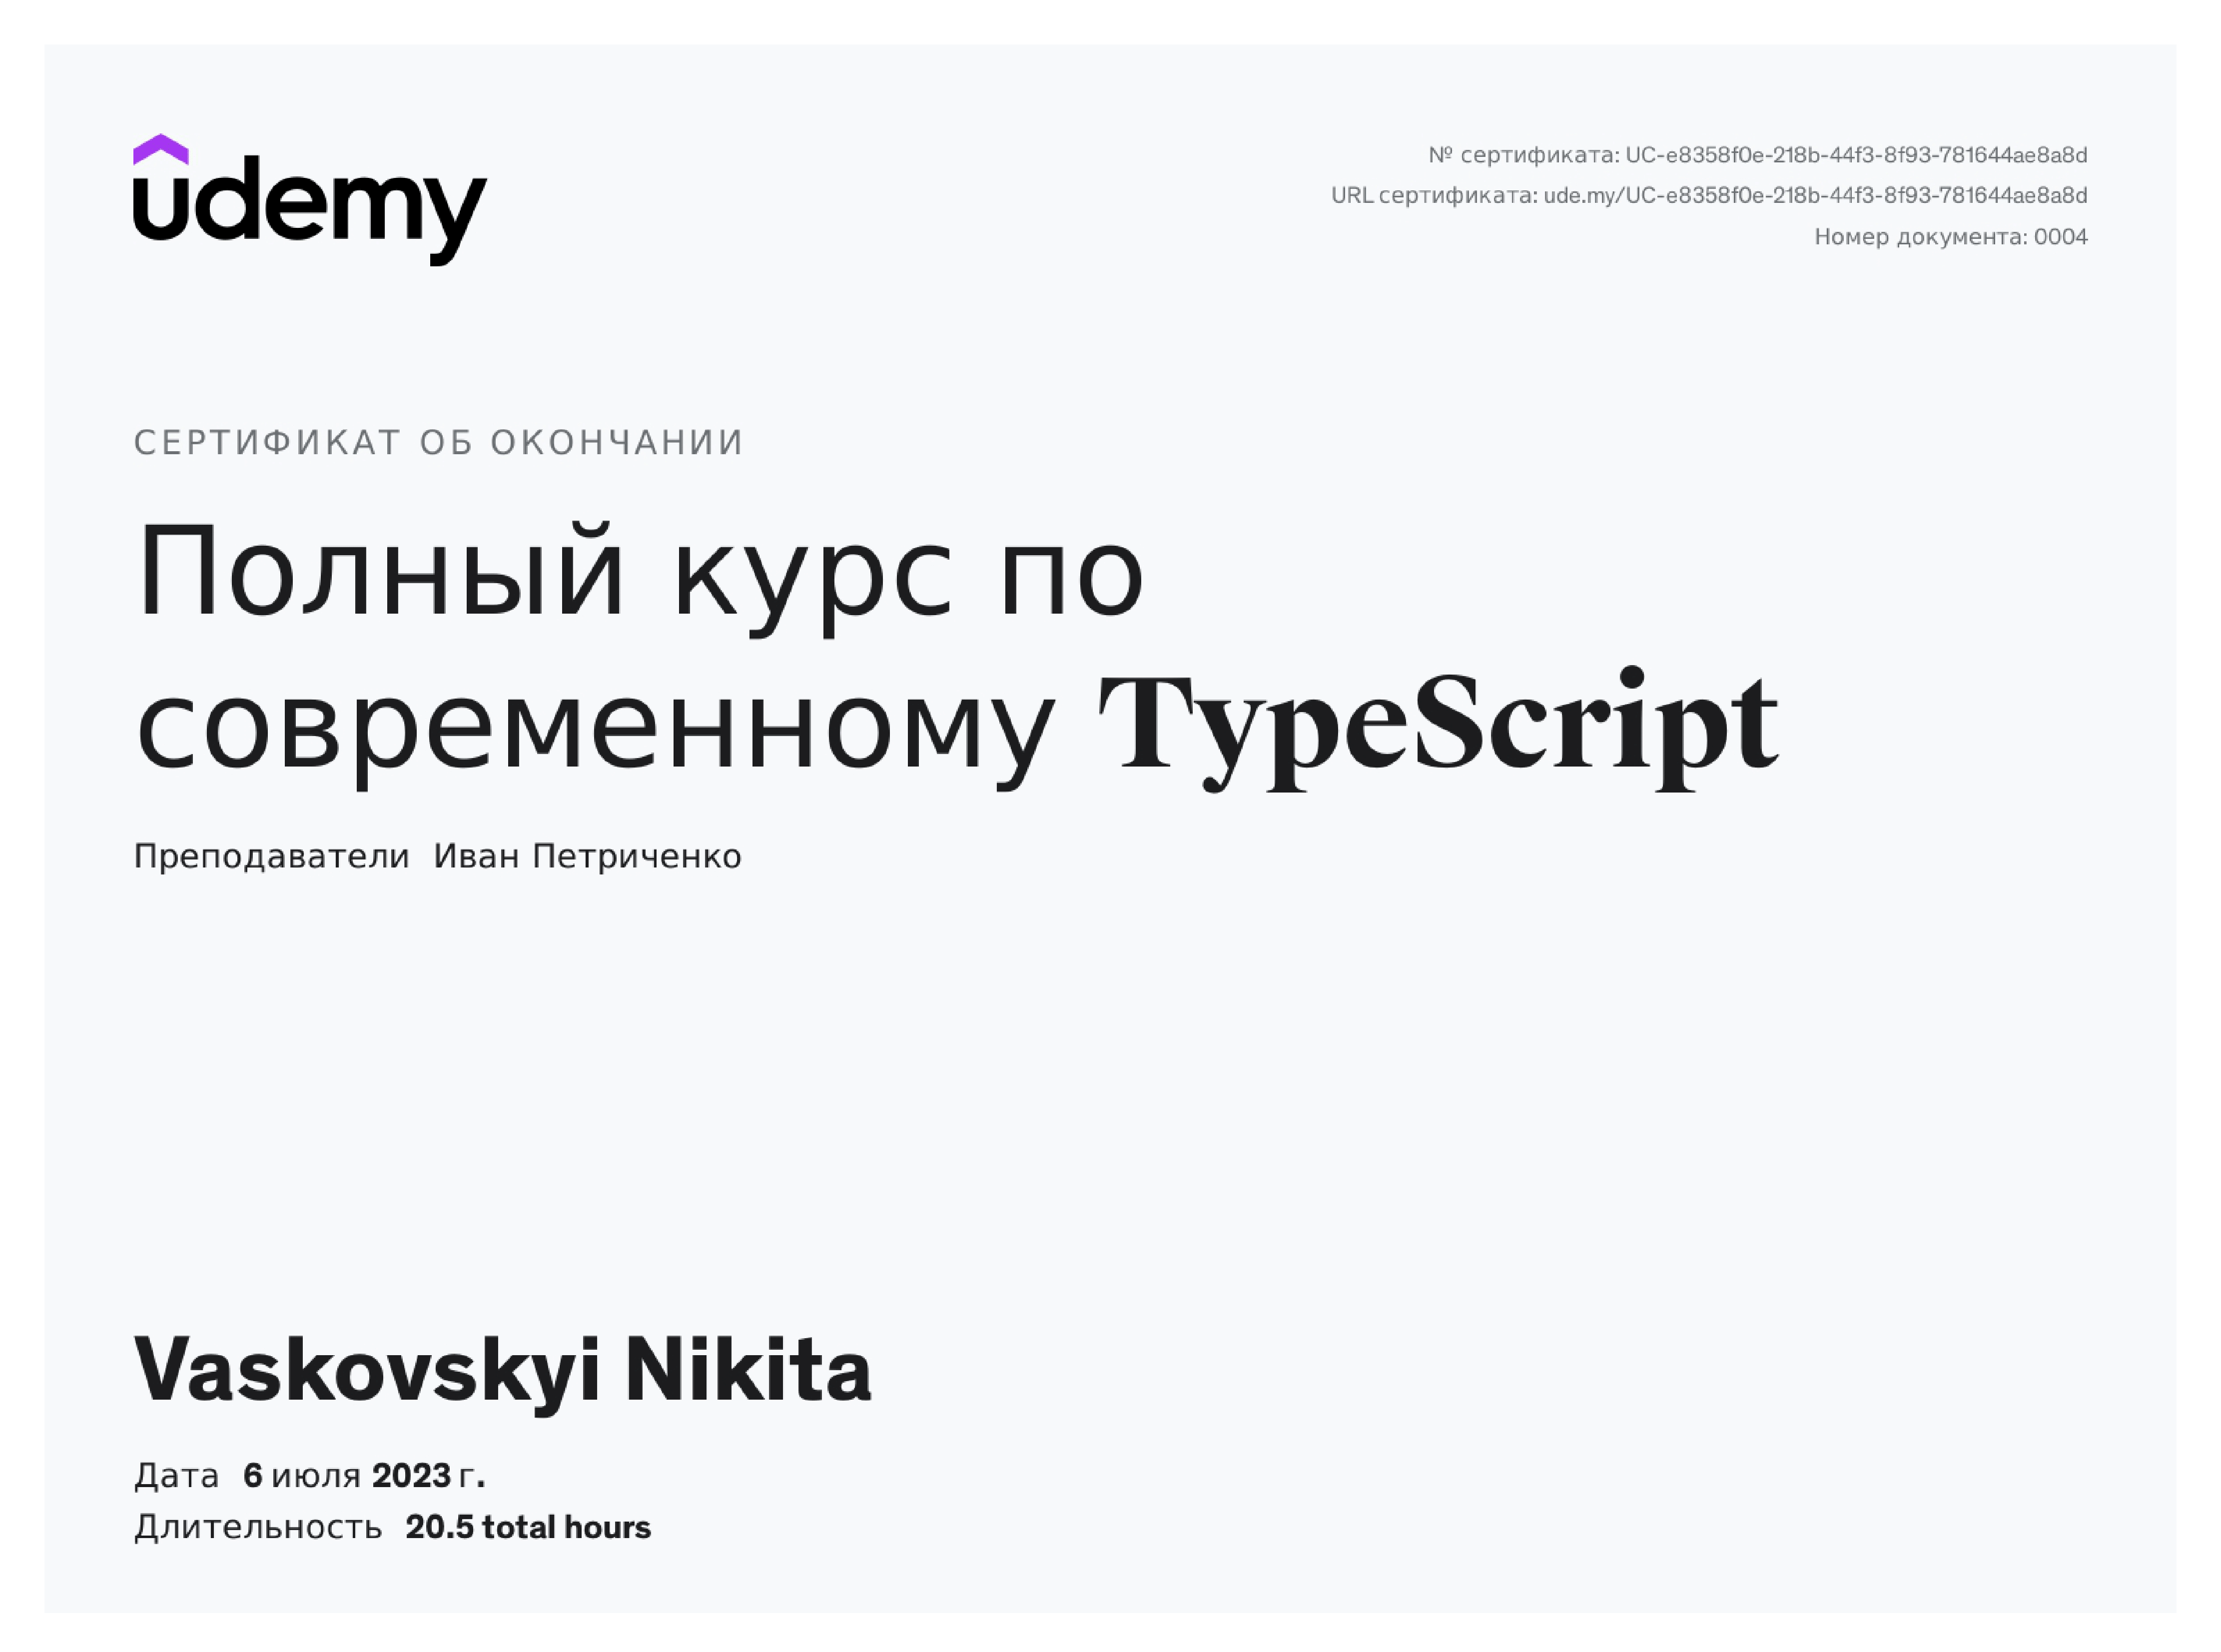 udemy
№ сертификата: UC-e8358f0e-218b-44f3-8f93-781644ae8a8d
URL сертификата: ude.my/UC-e8358f0e-218b-44f3-8f93-781644ae8a8d
Номер документа: 0004
СЕРТИФИКАТ ОБ ОКОНЧАНИИ
Полный курс по
современному TypeScript
Преподаватели Иван Петриченко
Vaskovskyi Nikita
Дата 6 июля 2023 г.
Длительность 20.5 total hours